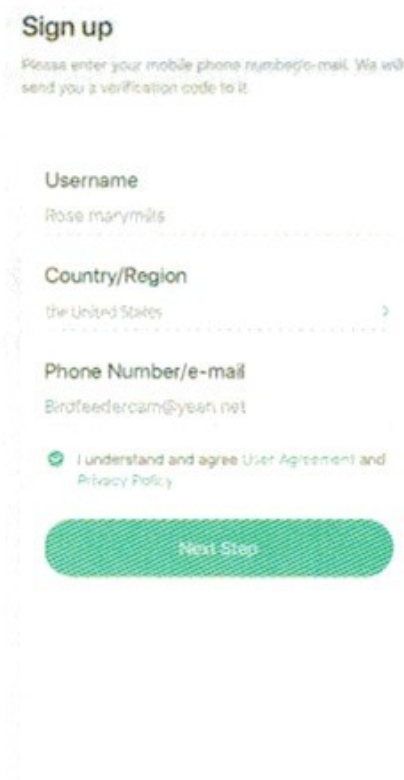 Sign up
Please enter your mobile phone number/e-mail. We will
send you a verification code to it.
Username
Rose marymills
Country/Region
the United States
Phone Number/e-mail
Birdfeedercam@yeah.net
I understand and agree User Agreement and
Privacy Policy
Next Step